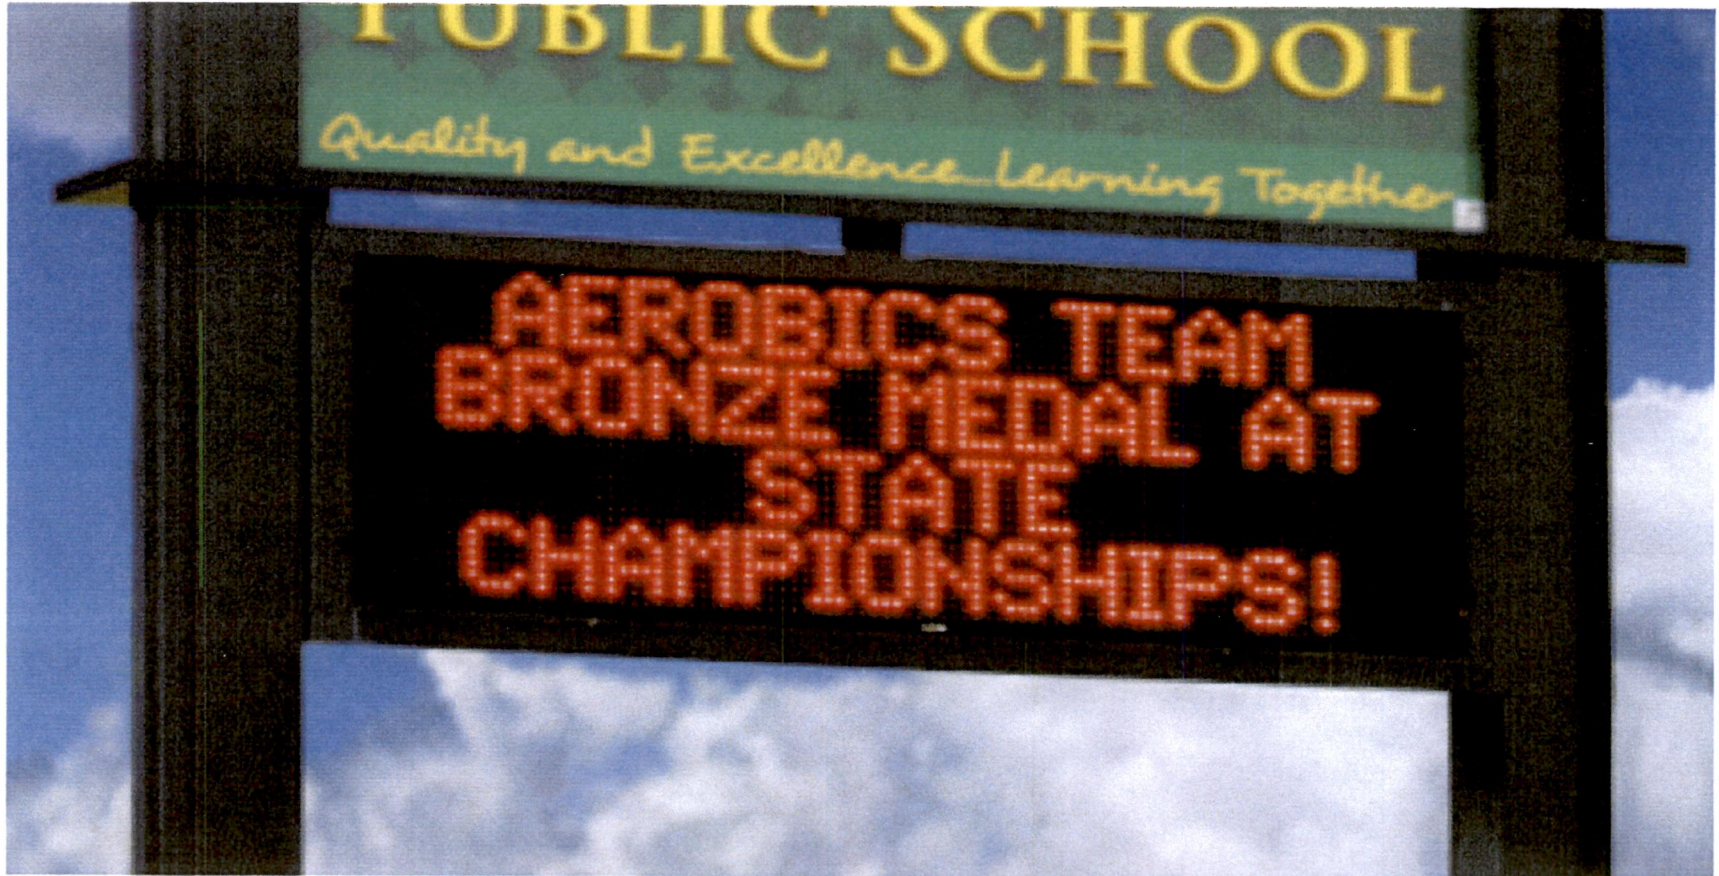 PUBLIC SCHOOL
Quality and Excellence...Learning Together
AEROBICS TEAM
BRONZE MEDAL AT
STATE
CHAMPIONSHIPS!